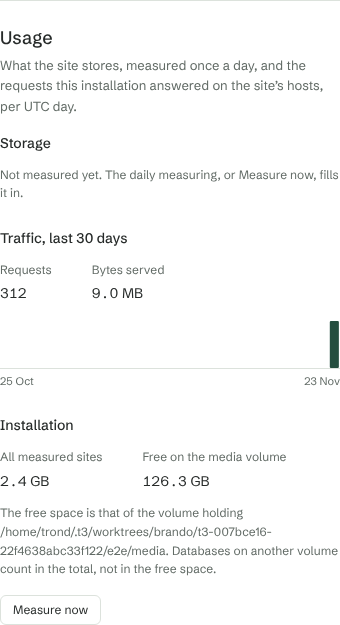 Usage
What the site stores, measured once a day, and the
requests this installation answered on the site’s hosts,
per UTC day.
Storage
Not measured yet. The daily measuring, or Measure now, fills
it in.
Traffic, last 30 days
Requests Bytes served
312 9.0 MB
25 Oct 23 Nov
Installation
All measured sites Free on the media volume
2.4 GB 126.3 GB
The free space is that of the volume holding
/home/trond/.t3/worktrees/brando/t3-007bce16-
22f4638abc33f122/e2e/media. Databases on another volume
count in the total, not in the free space.
Measure now